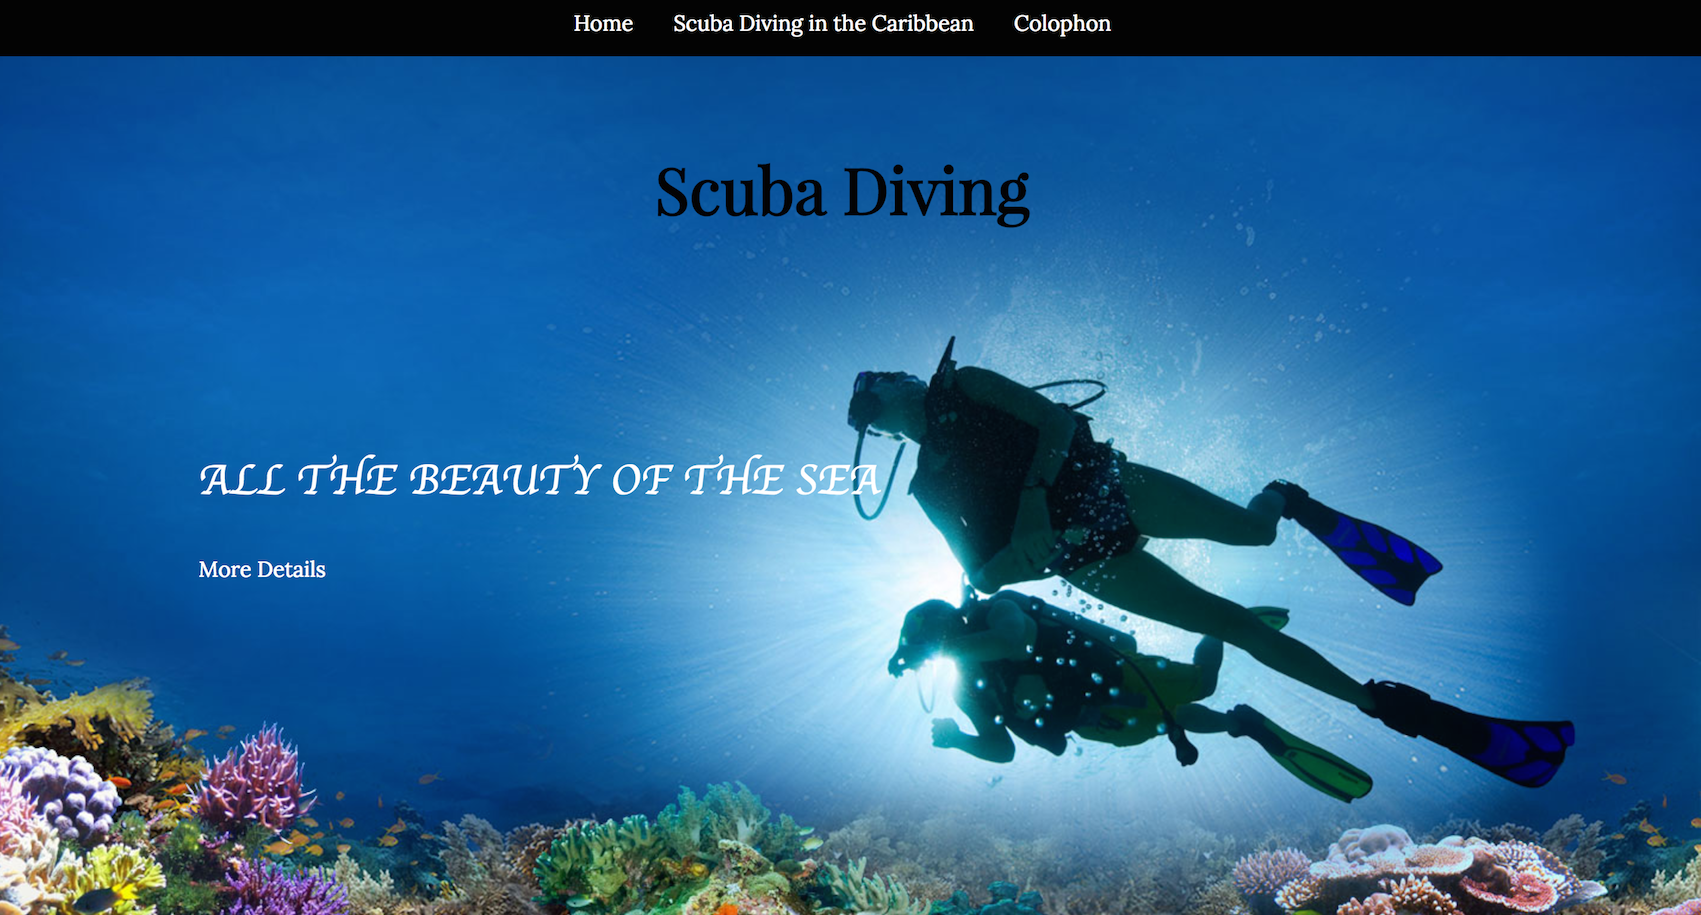 Home Scuba Diving in the Caribbean Colophon
Scuba Diving
ALL THE BEAUTY OF THE SEA
More Details